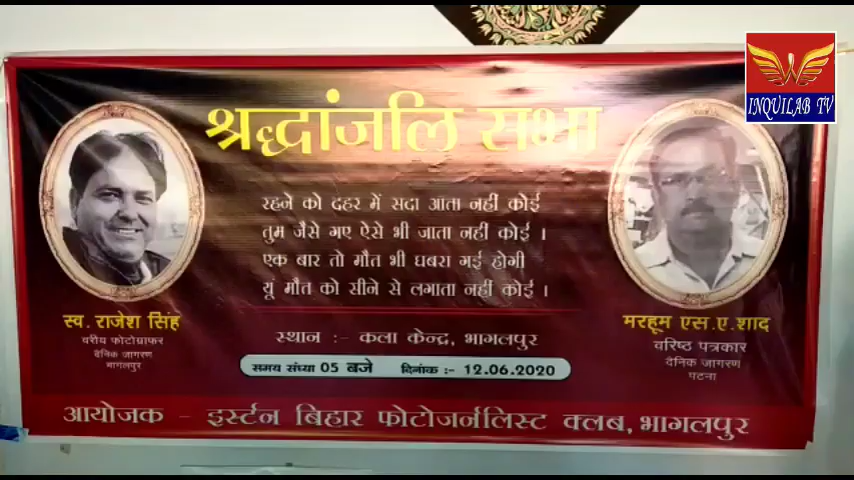 INQUILAB TV
श्रद्धांजलि सभा
रहने को दहर में सदा आता नहीं कोई
तुम जैसे गए ऐसे भी जाता नहीं कोई ।
एक बार तो मौत भी घबरा गई होगी
यूं मौत को सीने से लगाता नहीं कोई ।
स्व. राजेश सिंह
वरीय फोटोग्राफर
दैनिक जागरण
भागलपुर
मरहूम एस.ए.शाद
वरिष्ठ पत्रकार
दैनिक जागरण
पटना
स्थान :- कला केन्द्र, भागलपुर
समय संध्या 05 बजे दिनांक :- 12.06.2020
आयोजक - इर्स्टन बिहार फोटोजर्नलिस्ट क्लब, भागलपुर